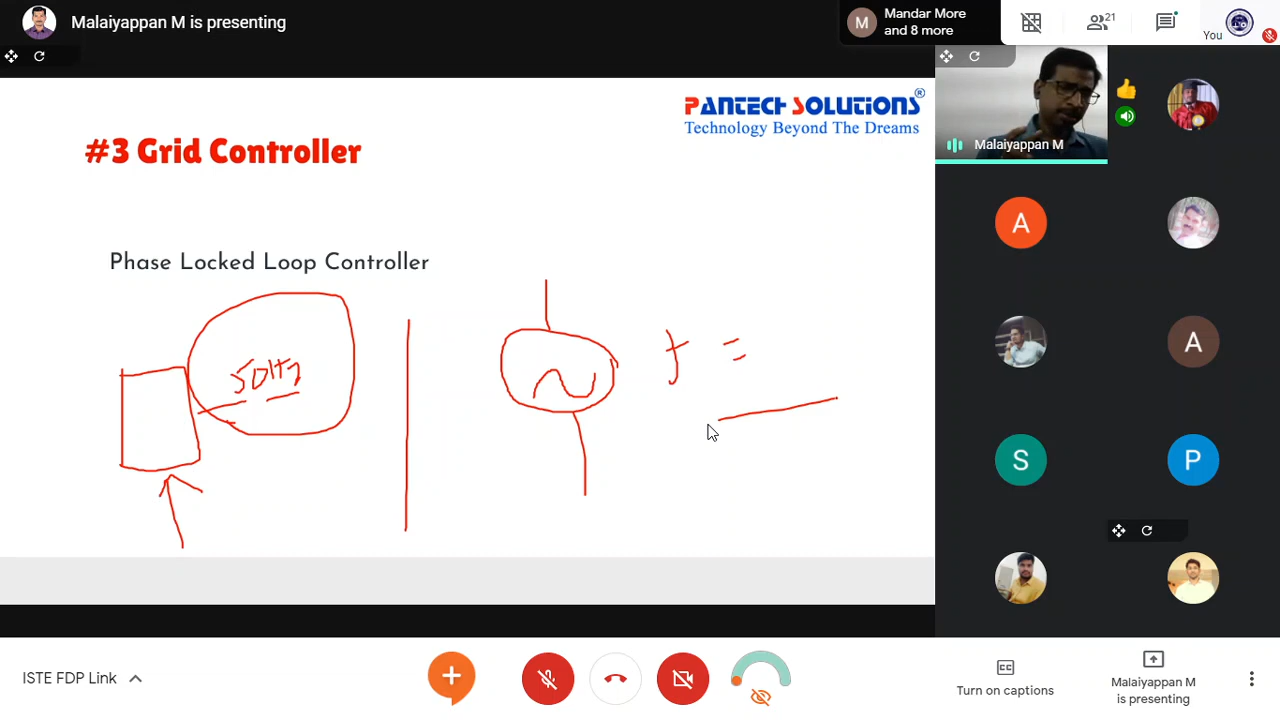 Malaiyappan M is presenting
M
Mandar More
and 8 more
21
You
PANTECH SOLUTIONS®
Technology Beyond The Dreams
#3 Grid Controller
Phase Locked Loop Controller
50Hz
f =
Malaiyappan M
A
A
S
P
ISTE FDP Link
CC
Turn on captions
Malaiyappan M
is presenting